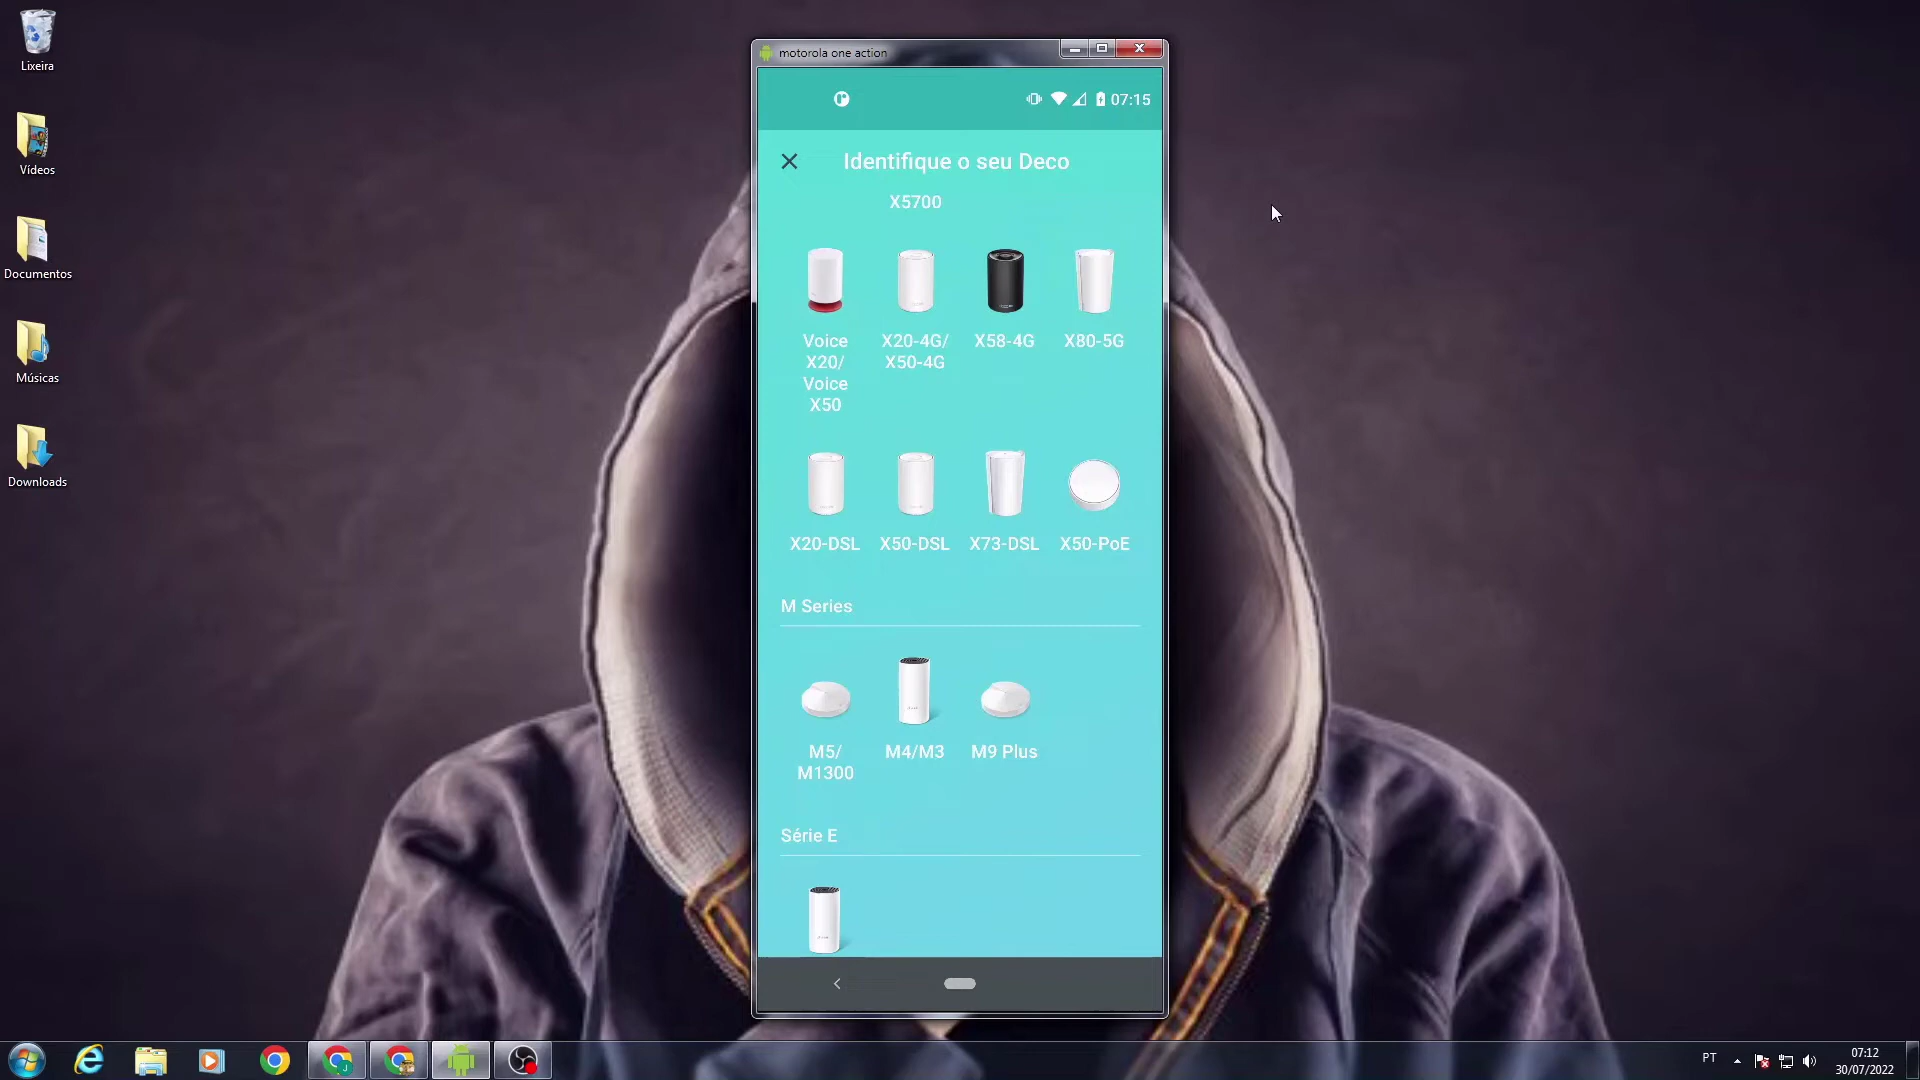 Lixeira
Vídeos
Documentos
Músicas
Downloads
motorola one action
07:15
Identifique o seu Deco
X5700
Voice
X20/
Voice
X50
X20-4G/
X50-4G
X58-4G
X80-5G
X20-DSL
X50-DSL
X73-DSL
X50-PoE
M Series
M5/
M1300
M4/M3
M9 Plus
Série E
PT
07:12
30/07/2022